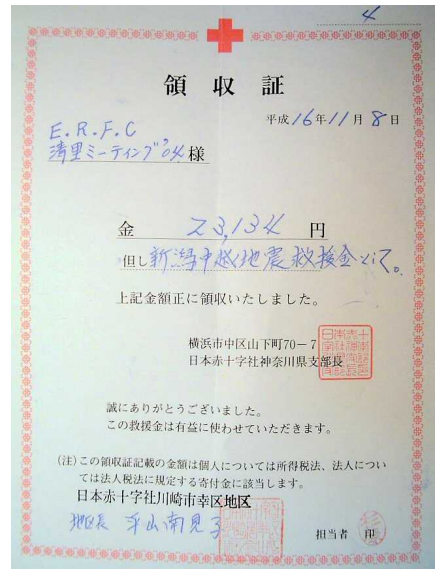 4
領収証
平成16年11月8日
E.R.F.C
清里ミーティング'04 様
金 23,134 円
但し新潟中越地震救援金として。
上記金額正に領収いたしました。
横浜市中区山下町70-7
日本赤十字社神奈川県支部長
誠にありがとうございました。
この救援金は有益に使わせていただきます。
(注)この領収証記載の金額は個人については所得税法、法人につい
ては法人税法に規定する寄付金に該当します。
日本赤十字社川崎市幸区地区
地区長
担当者 印